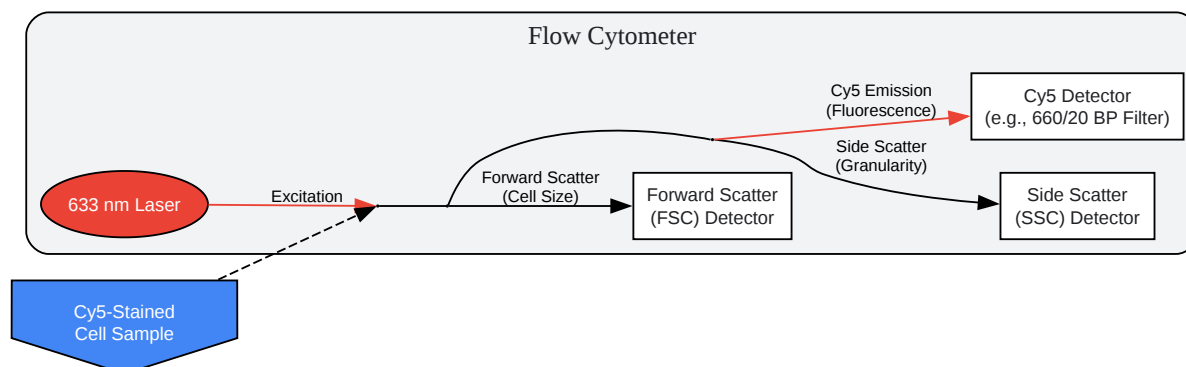 Flow Cytometer
Cy5 Emission
(Fluorescence)
Cy5 Detector
(e.g., 660/20 BP Filter)
Side Scatter
(Granularity)
633 nm Laser
Excitation
Forward Scatter
(Cell Size)
Forward Scatter
(FSC) Detector
Side Scatter
(SSC) Detector
Cy5-Stained
Cell Sample